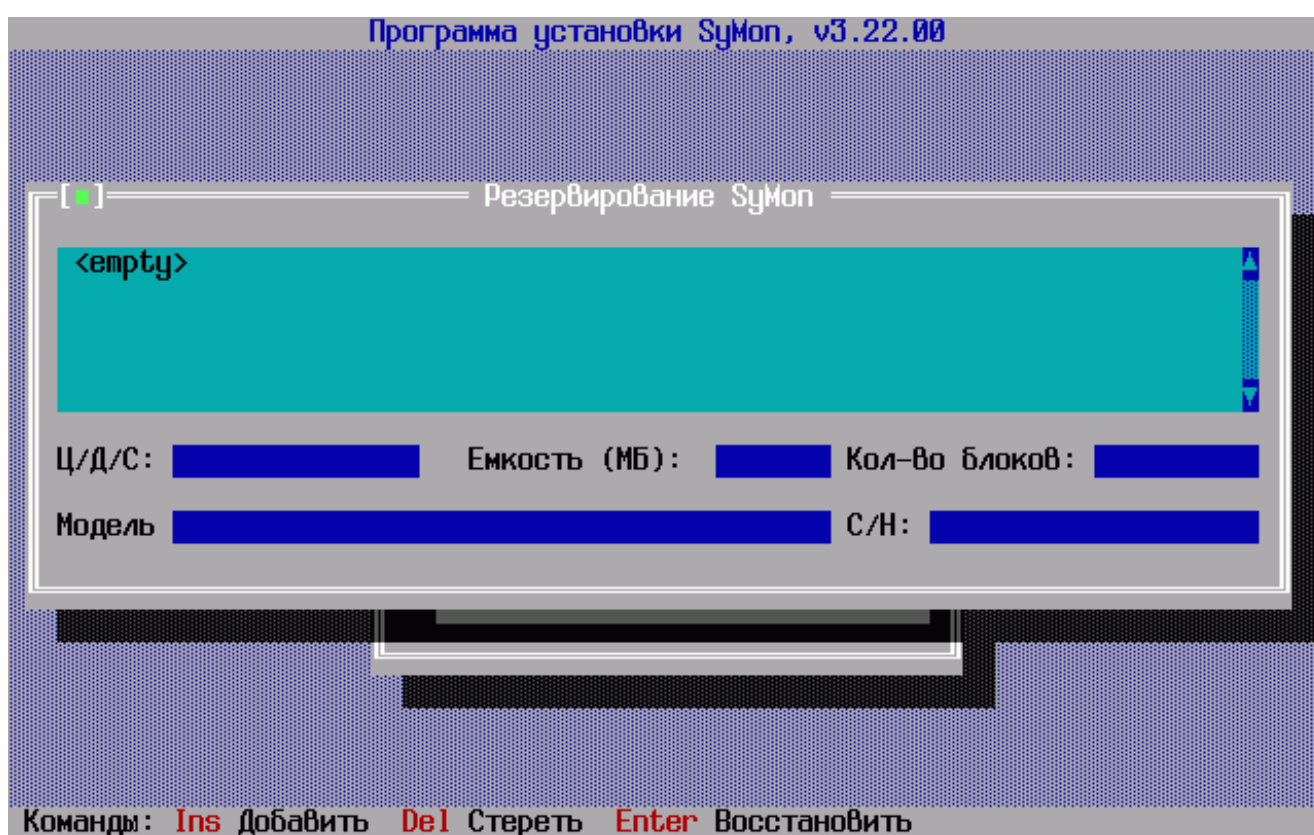 Программа установки SyMon, v3.22.00
[■] Резервирование SyMon
<empty>
Ц/Д/С: Емкость (МБ): Кол-во блоков:
Модель С/Н:
Команды: Ins Добавить Del Стереть Enter Восстановить